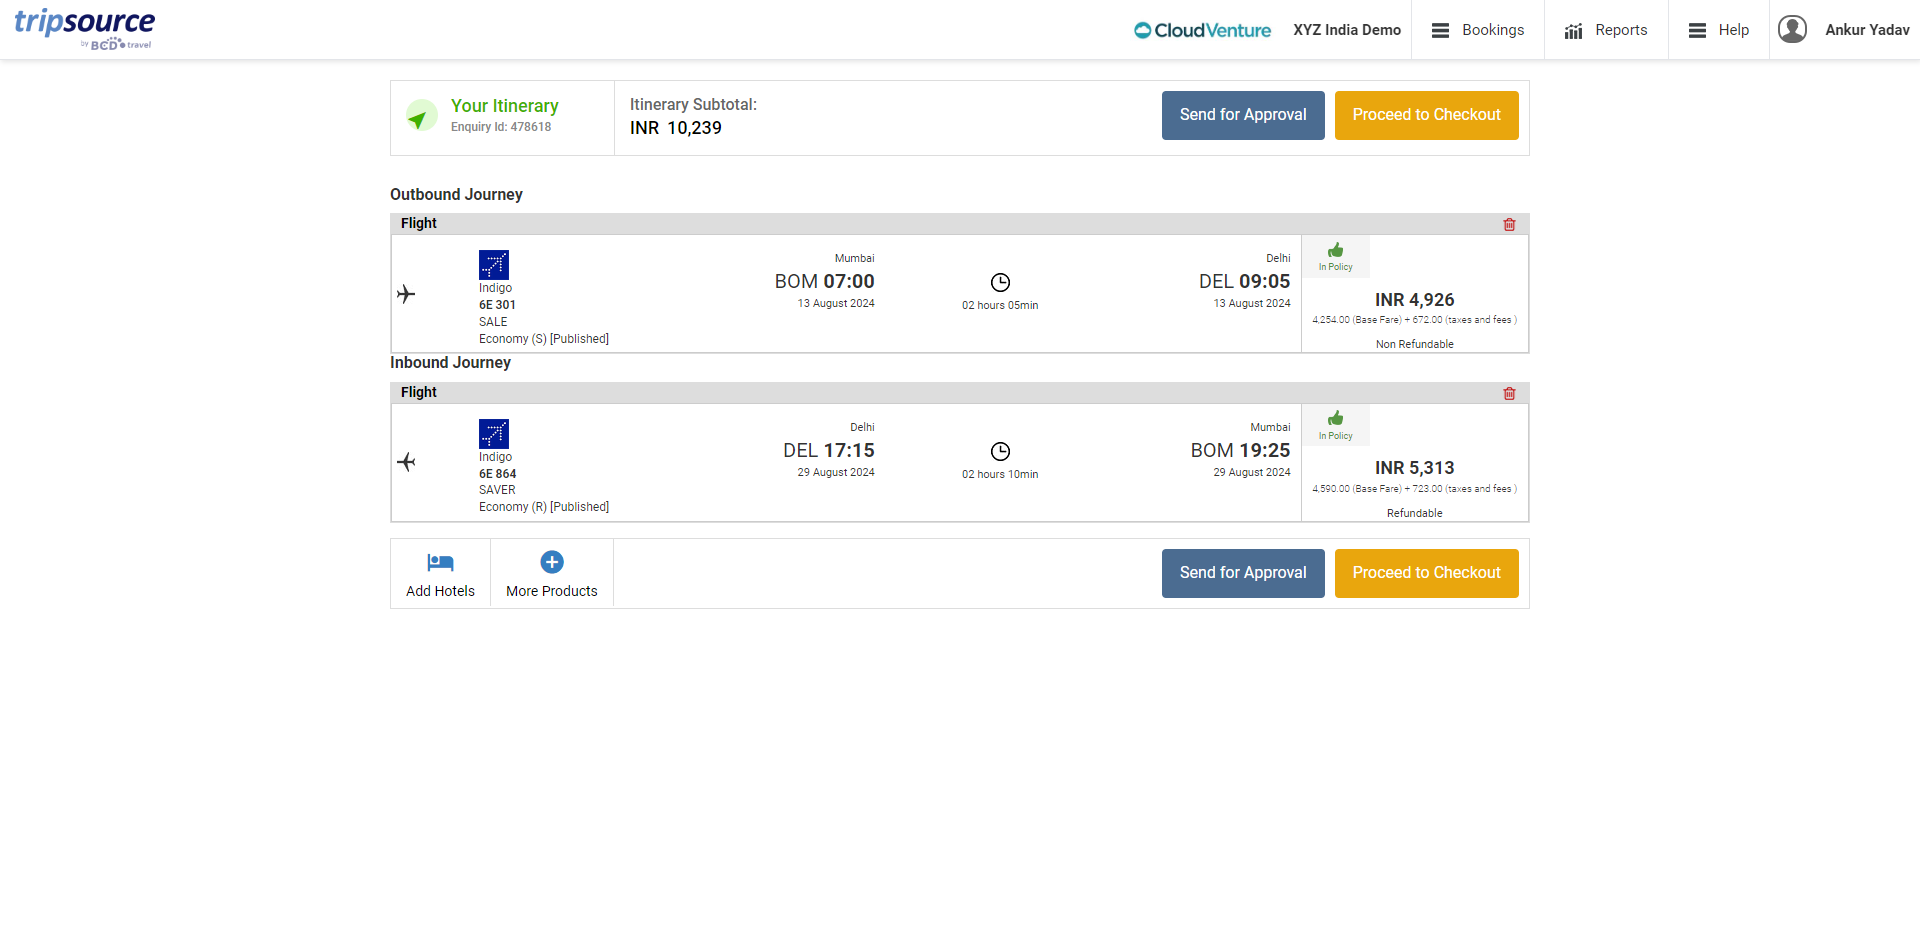 tripsource
by BCD travel
CloudVenture
XYZ India Demo
Bookings
Reports
Help
Ankur Yadav
Your Itinerary
Enquiry Id: 478618
Itinerary Subtotal:
INR 10,239
Send for Approval
Proceed to Checkout
Outbound Journey
Flight
Indigo
6E 301
SALE
Economy (S) [Published]
Mumbai
BOM 07:00
13 August 2024
02 hours 05min
Delhi
DEL 09:05
13 August 2024
In Policy
INR 4,926
4,254.00 (Base Fare) + 672.00 (taxes and fees )
Non Refundable
Inbound Journey
Flight
Indigo
6E 864
SAVER
Economy (R) [Published]
Delhi
DEL 17:15
29 August 2024
02 hours 10min
Mumbai
BOM 19:25
29 August 2024
In Policy
INR 5,313
4,590.00 (Base Fare) + 723.00 (taxes and fees )
Refundable
Add Hotels
More Products
Send for Approval
Proceed to Checkout